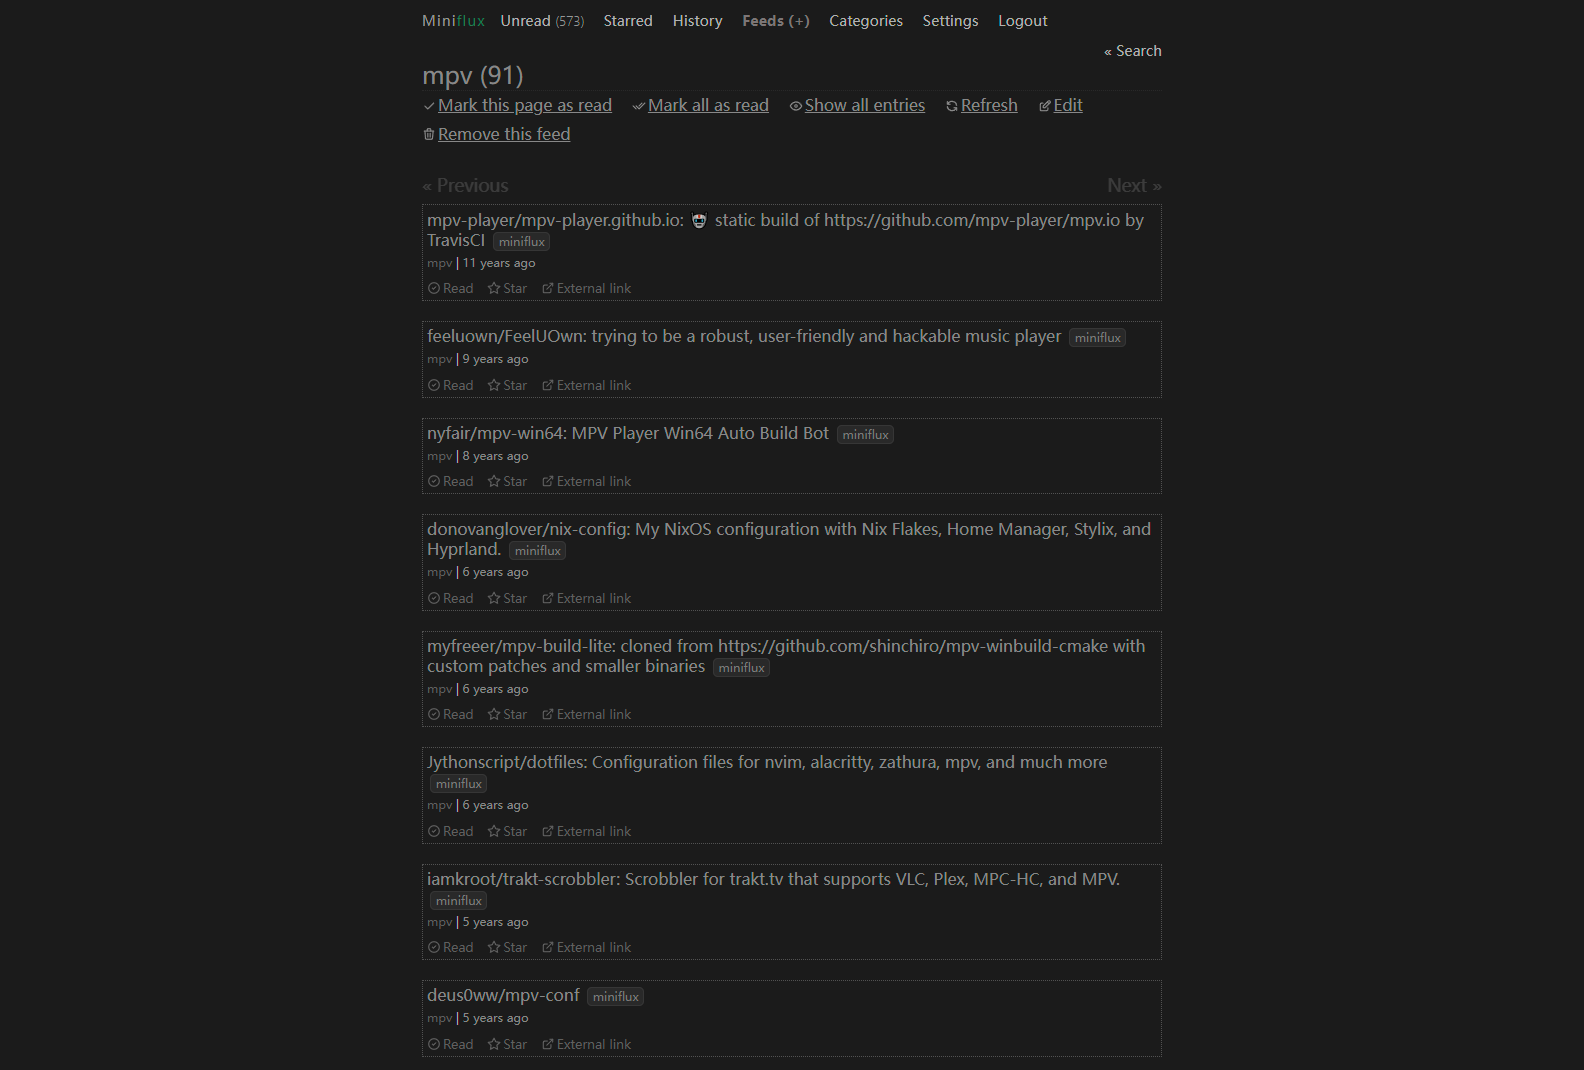 Miniflux Unread (573) Starred History Feeds (+) Categories Settings Logout
« Search
mpv (91)
Mark this page as read Mark all as read Show all entries Refresh Edit
Remove this feed
« Previous Next »
mpv-player/mpv-player.github.io: static build of https://github.com/mpv-player/mpv.io by
TravisCI miniflux
mpv | 11 years ago
Read Star External link
feeluown/FeelUOwn: trying to be a robust, user-friendly and hackable music player miniflux
mpv | 9 years ago
Read Star External link
nyfair/mpv-win64: MPV Player Win64 Auto Build Bot miniflux
mpv | 8 years ago
Read Star External link
donovanglover/nix-config: My NixOS configuration with Nix Flakes, Home Manager, Stylix, and
Hyprland. miniflux
mpv | 6 years ago
Read Star External link
myfreeer/mpv-build-lite: cloned from https://github.com/shinchiro/mpv-winbuild-cmake with
custom patches and smaller binaries miniflux
mpv | 6 years ago
Read Star External link
Jythonscript/dotfiles: Configuration files for nvim, alacritty, zathura, mpv, and much more
miniflux
mpv | 6 years ago
Read Star External link
iamkroot/trakt-scrobbler: Scrobbler for trakt.tv that supports VLC, Plex, MPC-HC, and MPV.
miniflux
mpv | 5 years ago
Read Star External link
deus0ww/mpv-conf miniflux
mpv | 5 years ago
Read Star External link